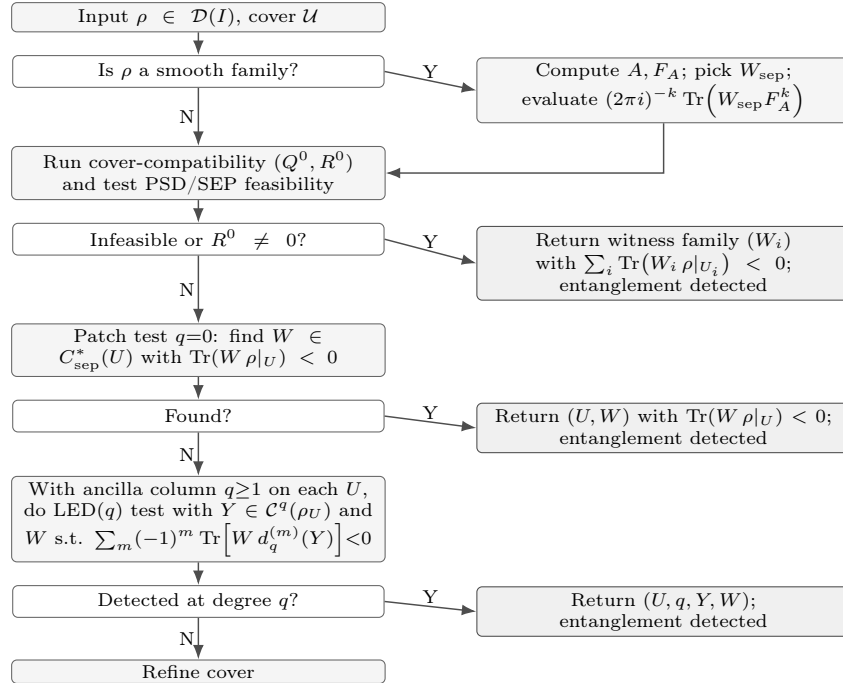 Input ρ ∈ 𝒟(I), cover 𝒰
Is ρ a smooth family?
Y
Compute A, F_A; pick W_sep;
evaluate (2πi)^{−k} Tr(W_sep F_A^k)
N
Run cover-compatibility (Q^0, R^0)
and test PSD/SEP feasibility
Infeasible or R^0 ≠ 0?
Y
Return witness family (W_i)
with ∑_i Tr(W_i ρ|_{U_i}) < 0;
entanglement detected
N
Patch test q=0: find W ∈
C^*_sep(U) with Tr(W ρ|_U) < 0
Found?
Y
Return (U, W) with Tr(W ρ|_U) < 0;
entanglement detected
N
With ancilla column q≥1 on each U,
do LED(q) test with Y ∈ 𝒞^q(ρ_U) and
W s.t. ∑_m(−1)^m Tr[W d_q^{(m)}(Y)]<0
Detected at degree q?
Y
Return (U, q, Y, W);
entanglement detected
N
Refine cover